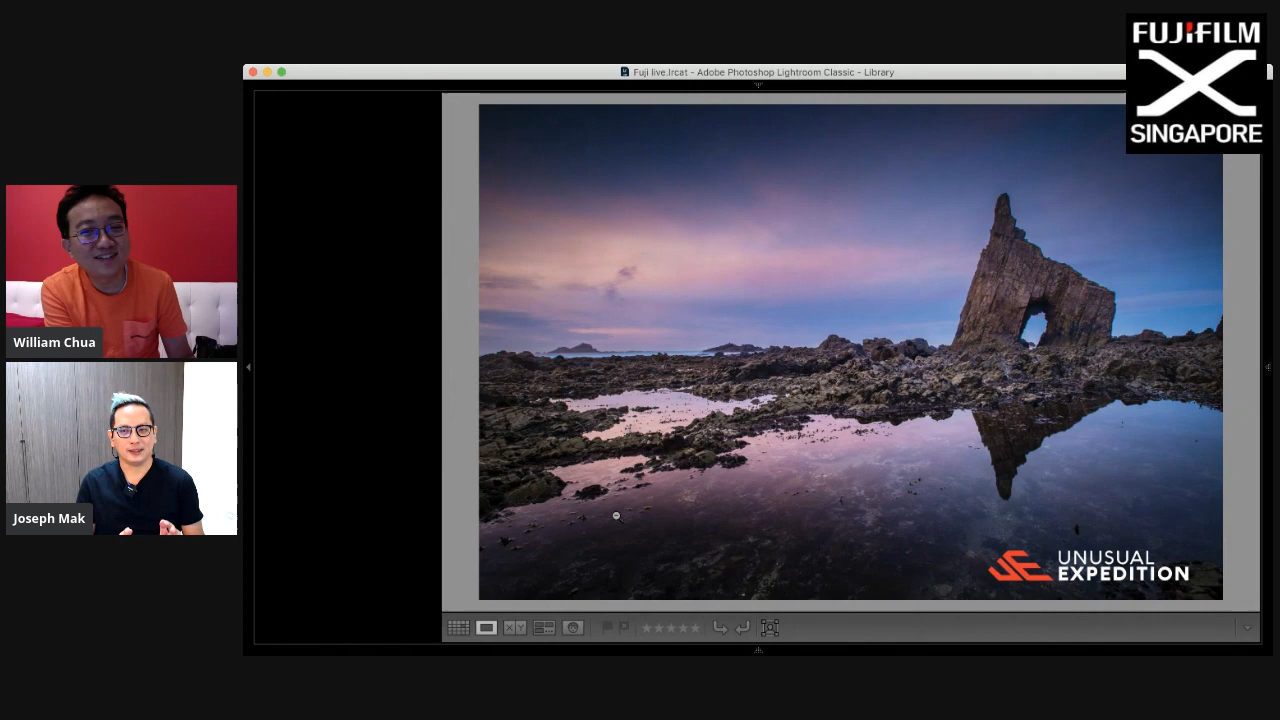 FUJIFILM
X
SINGAPORE
Fuji live.lrcat - Adobe Photoshop Lightroom Classic - Library
William Chua
Joseph Mak
UNUSUAL
EXPEDITION
X Y